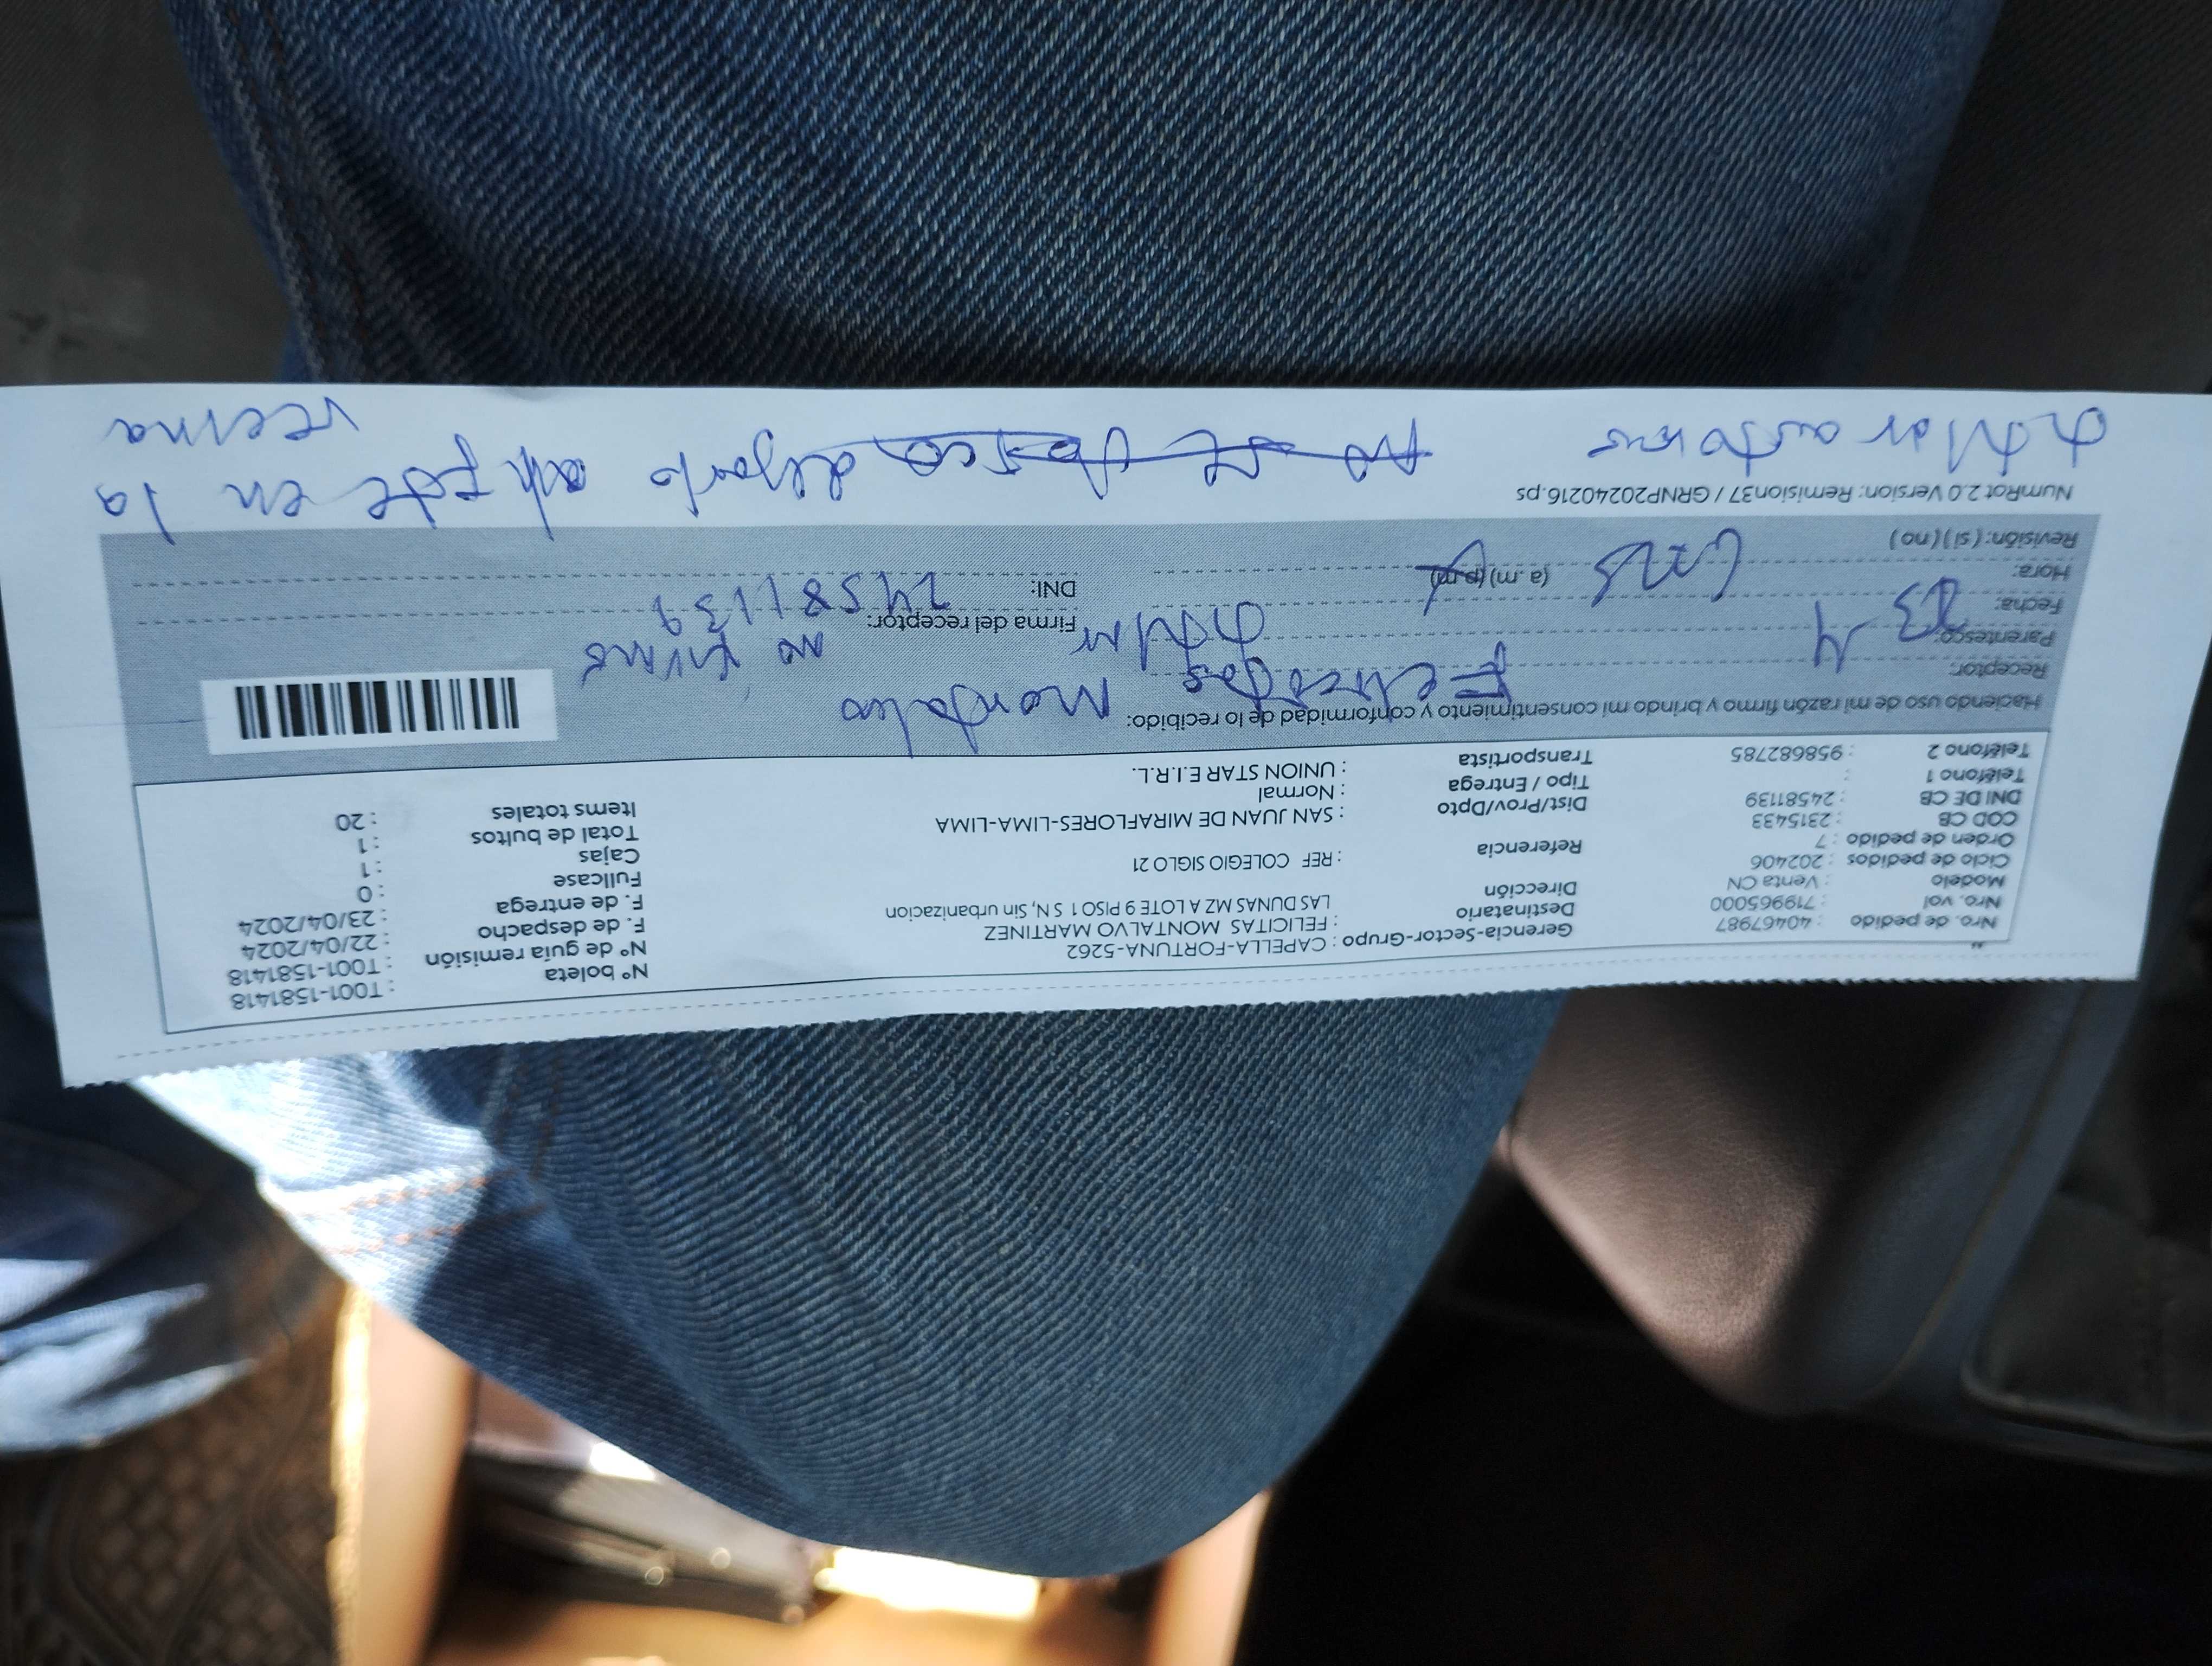 Nro. de pedido : 40467987
Nro. vol : 719965000
Modelo : Venta CN
Ciclo de pedidos : 202406
Orden de pedido : 7
COD CB : 2315433
DNI DE CB : 24581139
Teléfono 1 :
Teléfono 2 : 958682785
Gerencia-Sector-Grupo : CAPELLA-FORTUNA-5262
Destinatario : FELICITAS MONTALVO MARTINEZ
Dirección LAS DUNAS MZ A LOTE 9 PISO 1 S N, Sin urbanizacion
Referencia : REF COLEGIO SIGLO 21
Dist/Prov/Dpto : SAN JUAN DE MIRAFLORES-LIMA-LIMA
Tipo / Entrega : Normal
Transportista : UNION STAR E.I.R.L.
N° boleta : T001-1581418
N° de guía remisión : T001-1581418
F. de despacho : 22/04/2024
F. de entrega : 23/04/2024
Fullcase : 0
Cajas : 1
Total de bultos : 1
Items totales : 20
Haciendo uso de mi razón firmo y brindo mi consentimiento y conformidad de lo recibido:
Receptor: Montalvo
Parentesco:
Fecha: 23 4
Hora: (a.m) (p.m)
Revisión: (si) (no)
Firma del receptor: no firma
DNI: 24581139
NumRot 2.0 Version: Remision37 / GRNP20240216.ps
en la
vecina